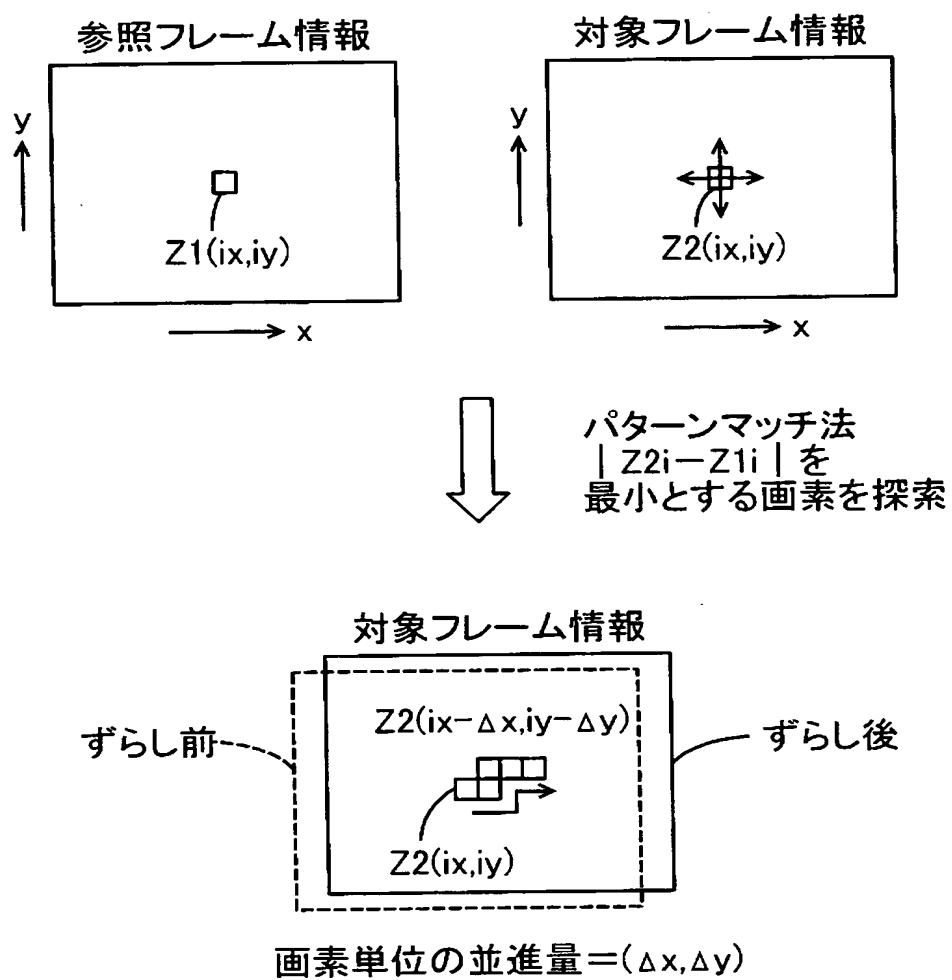 参照フレーム情報
対象フレーム情報
y
y
Z1(ix,iy)
Z2(ix,iy)
x
x
パターンマッチ法
| Z2i−Z1i | を
最小とする画素を探索
対象フレーム情報
Z2(ix−Δx,iy−Δy)
ずらし前
ずらし後
Z2(ix,iy)
画素単位の並進量=(Δx,Δy)